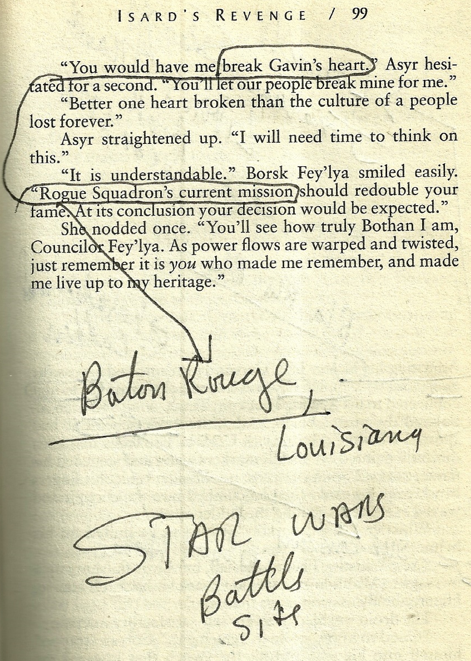 ISARD'S REVENGE / 99
"You would have me break Gavin's heart." Asyr hesi-
tated for a second. "You'll let our people break mine for me."
"Better one heart broken than the culture of a people
lost forever."
Asyr straightened up. "I will need time to think on
this."
"It is understandable." Borsk Fey'lya smiled easily.
"Rogue Squadron's current mission should redouble your
fame. At its conclusion your decision would be expected."
She nodded once. "You'll see how truly Bothan I am,
Councilor Fey'lya. As power flows are warped and twisted,
just remember it is you who made me remember, and made
me live up to my heritage."
Baton Rouge,
Louisiana
STAR WARS
Battle
Site